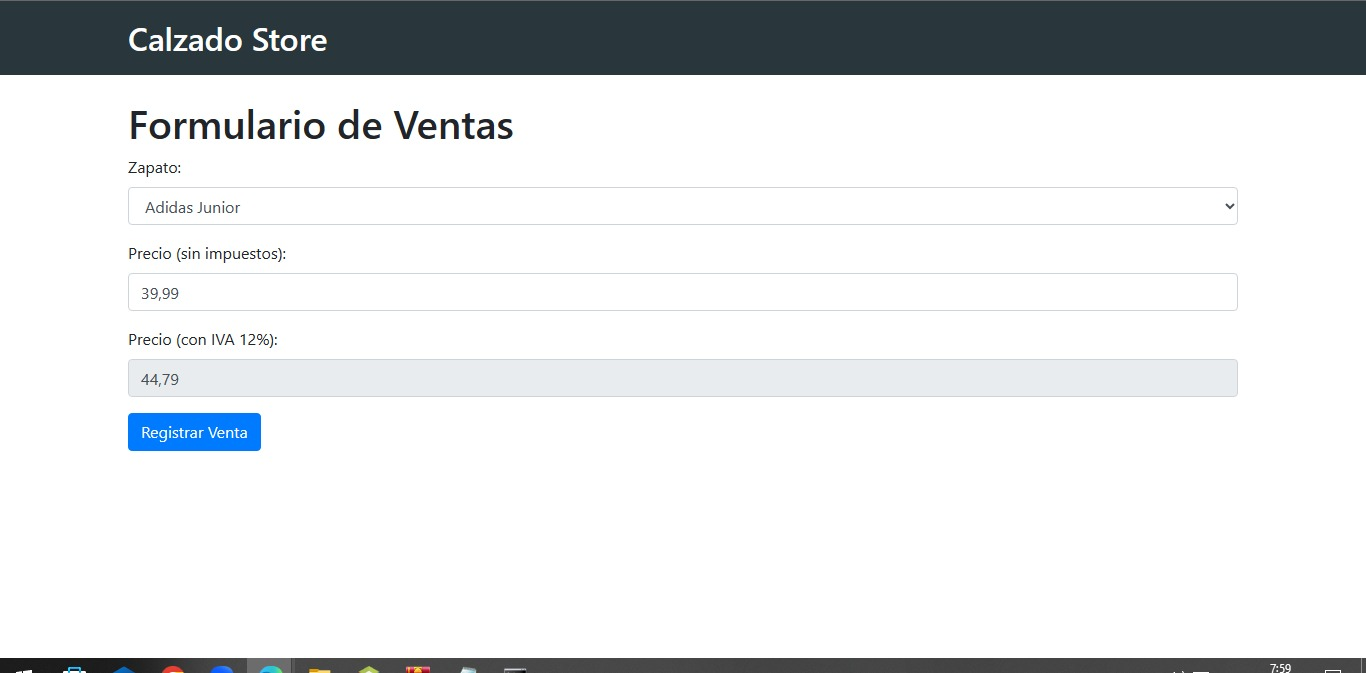 Calzado Store
Formulario de Ventas
Zapato:
Adidas Junior
Precio (sin impuestos):
39,99
Precio (con IVA 12%):
44,79
Registrar Venta
7:59